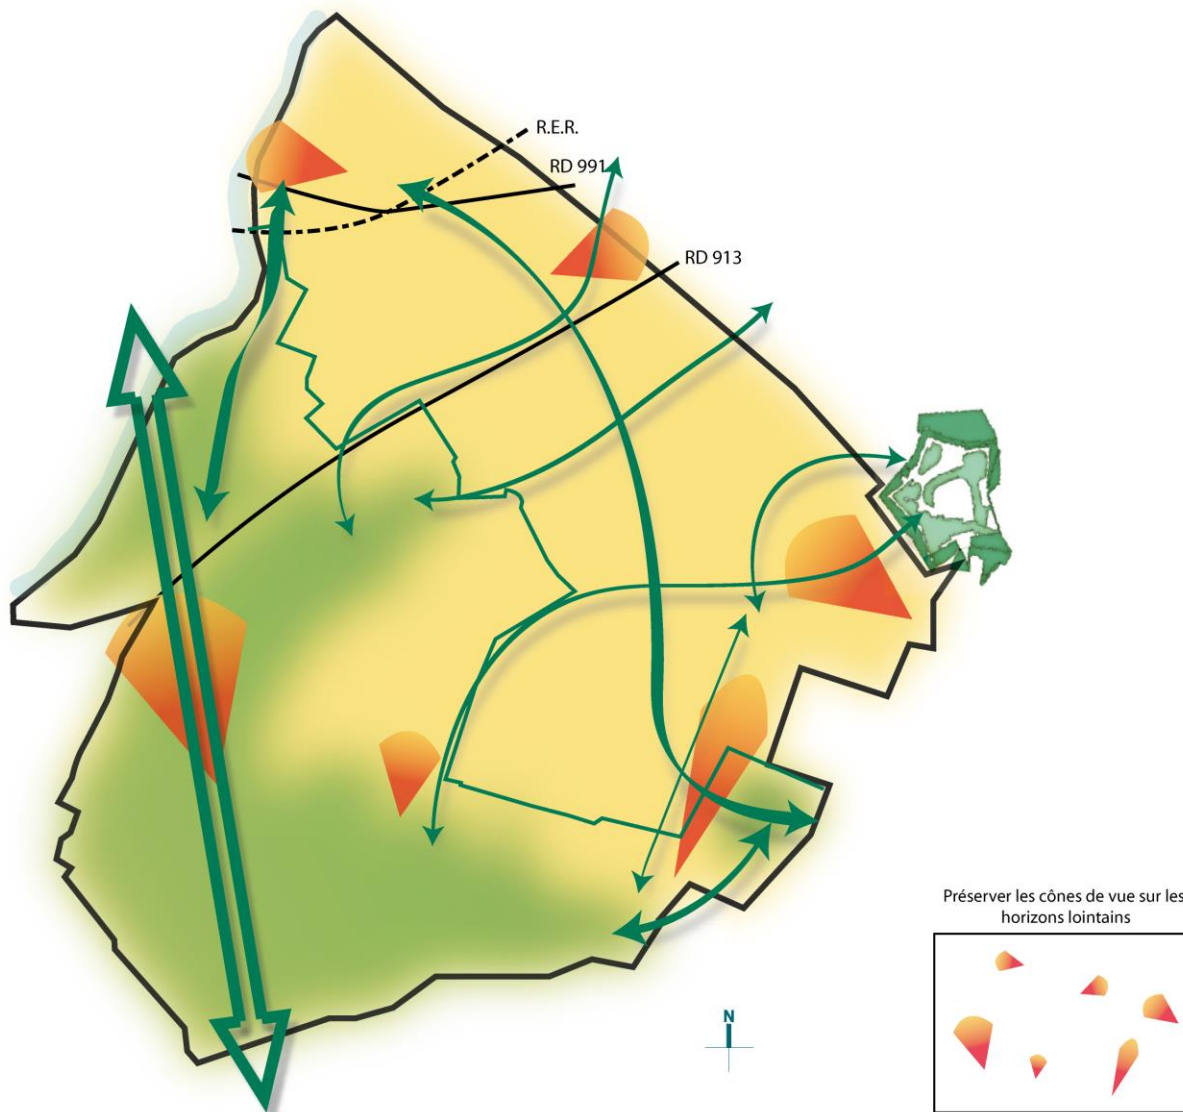 R.E.R.
RD 991
RD 913
Préserver les cônes de vue sur les
horizons lointains
N